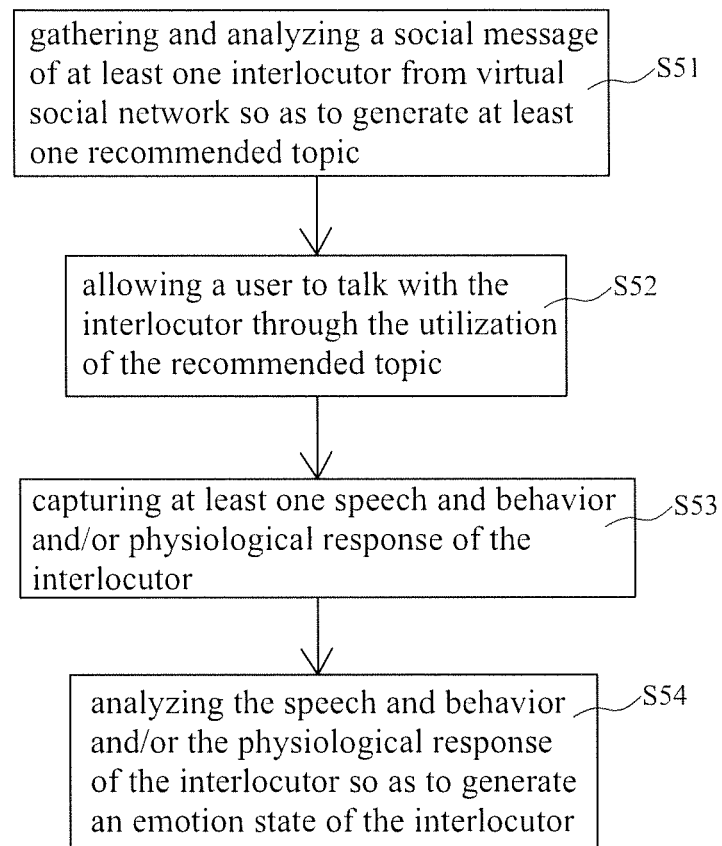 gathering and analyzing a social message
of at least one interlocutor from virtual
social network so as to generate at least
one recommended topic
S51
allowing a user to talk with the
interlocutor through the utilization
of the recommended topic
S52
capturing at least one speech and behavior
and/or physiological response of the
interlocutor
S53
analyzing the speech and behavior
and/or the physiological response
of the interlocutor so as to generate
an emotion state of the interlocutor
S54